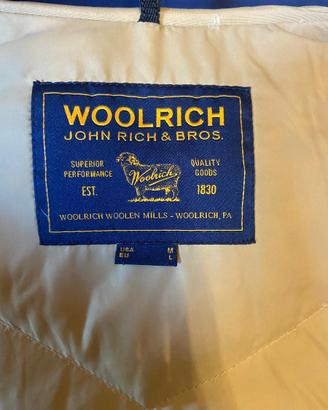 WOOLRICH
JOHN RICH & BROS.
SUPERIOR PERFORMANCE
QUALITY GOODS
Woolrich
EST. 1830
WOOLRICH WOOLEN MILLS - WOOLRICH, PA
USA M
EU L